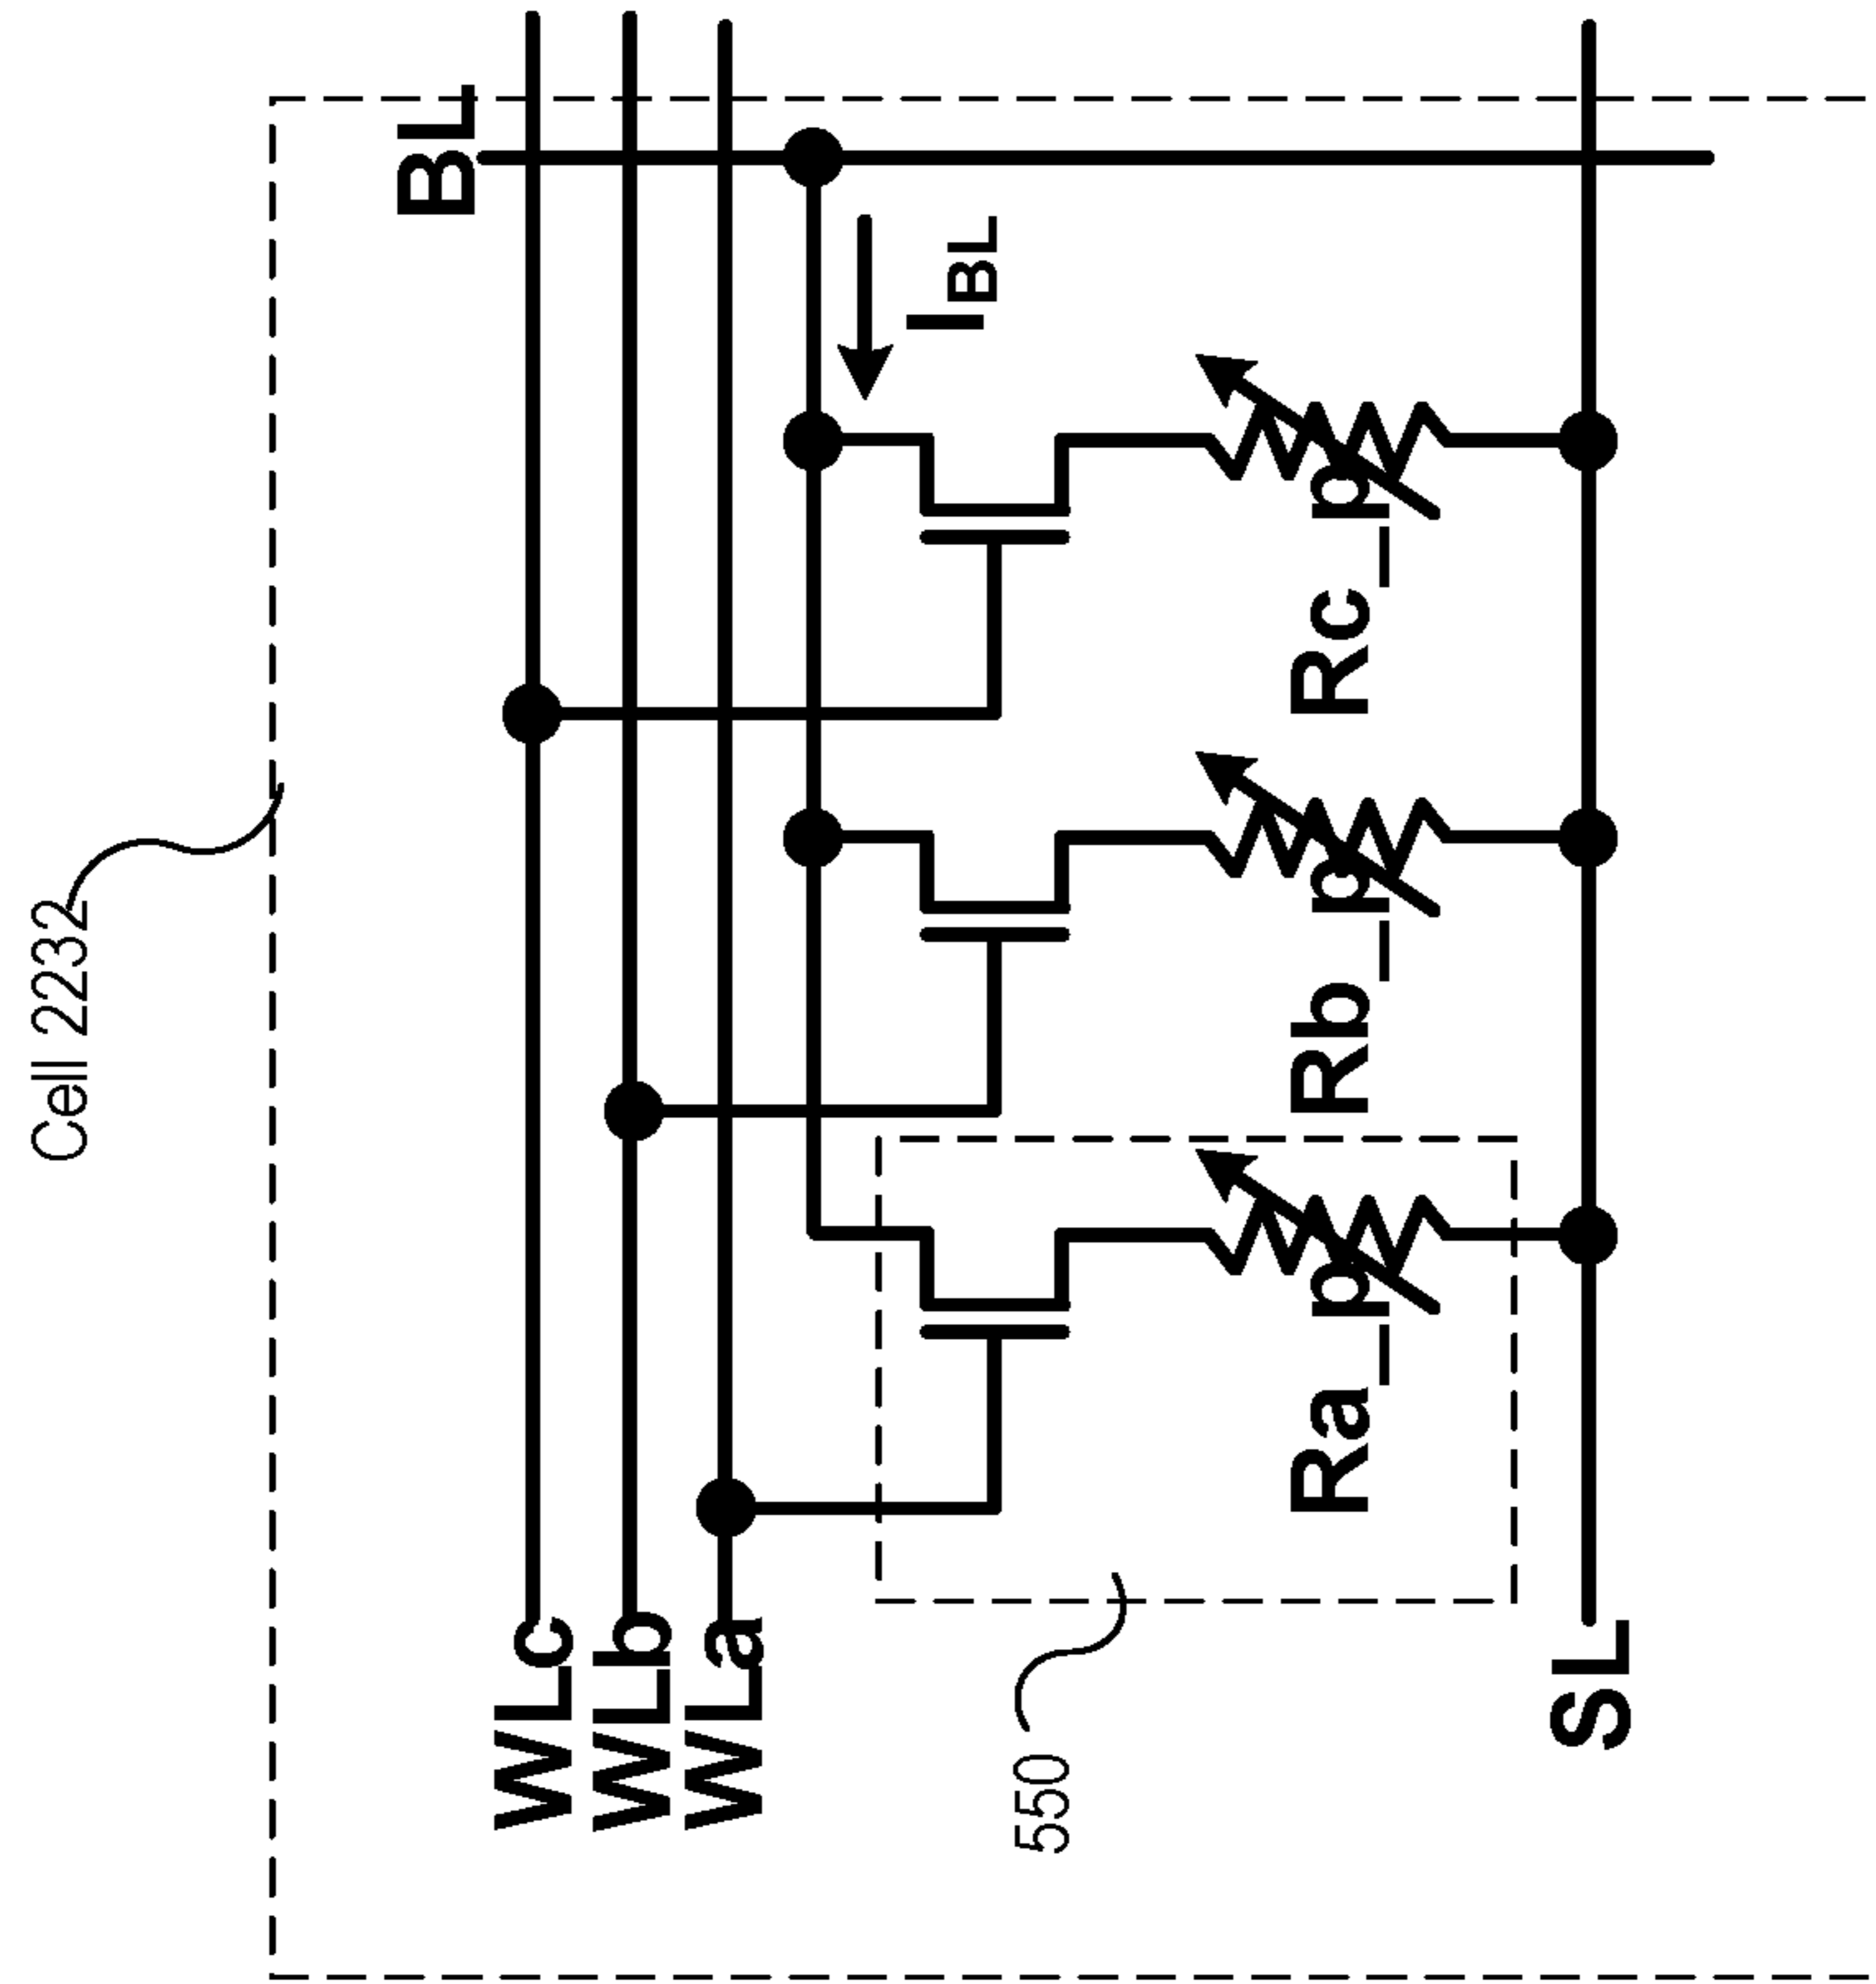 Cell 2232
WLc
WLb
WLa
BL
IBL
550
Ra_p
Rb_p
Rc_p
SL